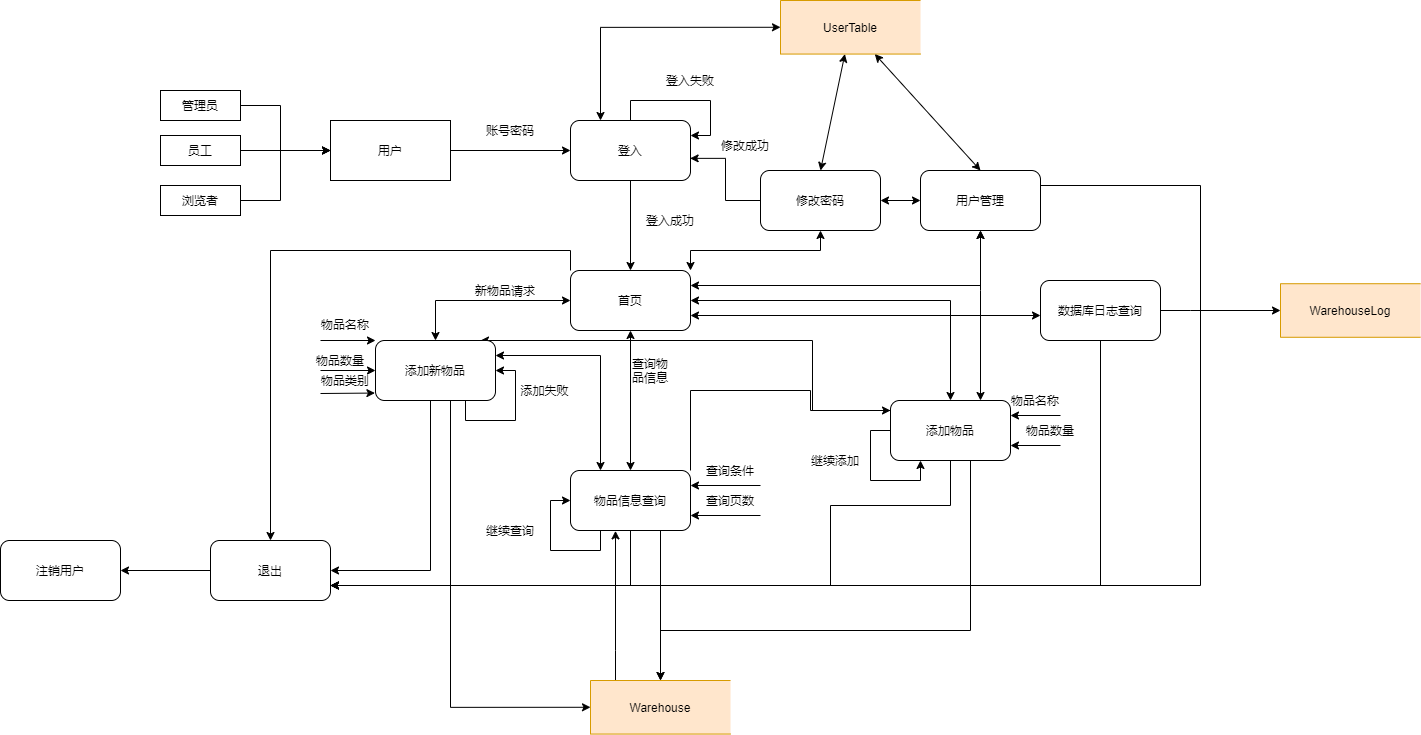 UserTable
登入失败
管理员
账号密码
员工
用户
登入
修改成功
浏览者
修改密码
用户管理
登入成功
新物品请求
首页
数据库日志查询
WarehouseLog
物品名称
物品数量
添加新物品
查询物
品信息
物品类别
添加失败
物品名称
添加物品
物品数量
继续添加
查询条件
物品信息查询
查询页数
继续查询
注销用户
退出
Warehouse